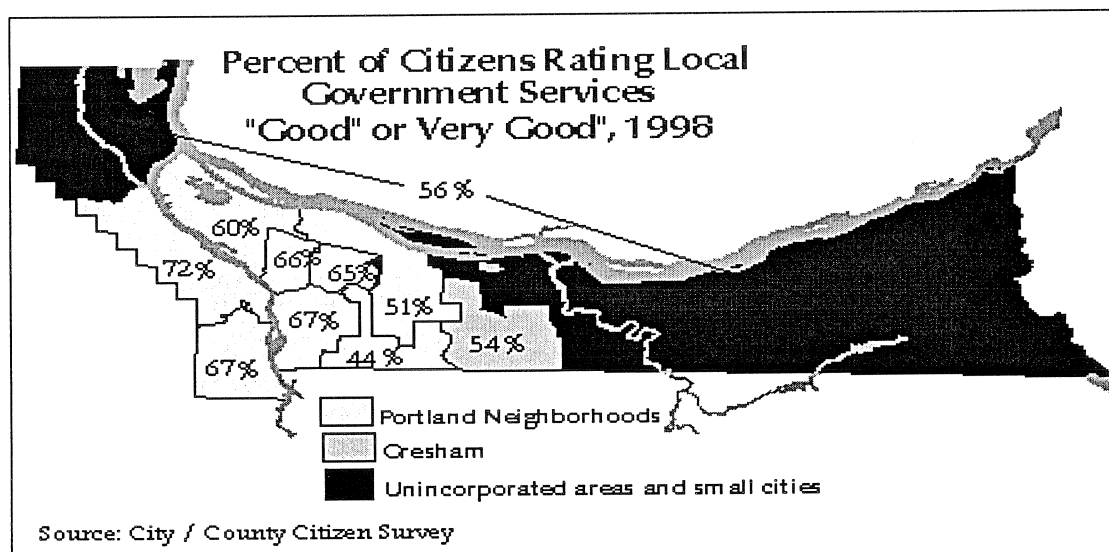 Percent of Citizens Rating Local
Government Services
"Good" or Very Good", 1998
56%
60%
66%
65%
72%
51%
67%
54%
44%
67%
Portland Neighborhoods
Gresham
Unincorporated areas and small cities
Source: City / County Citizen Survey